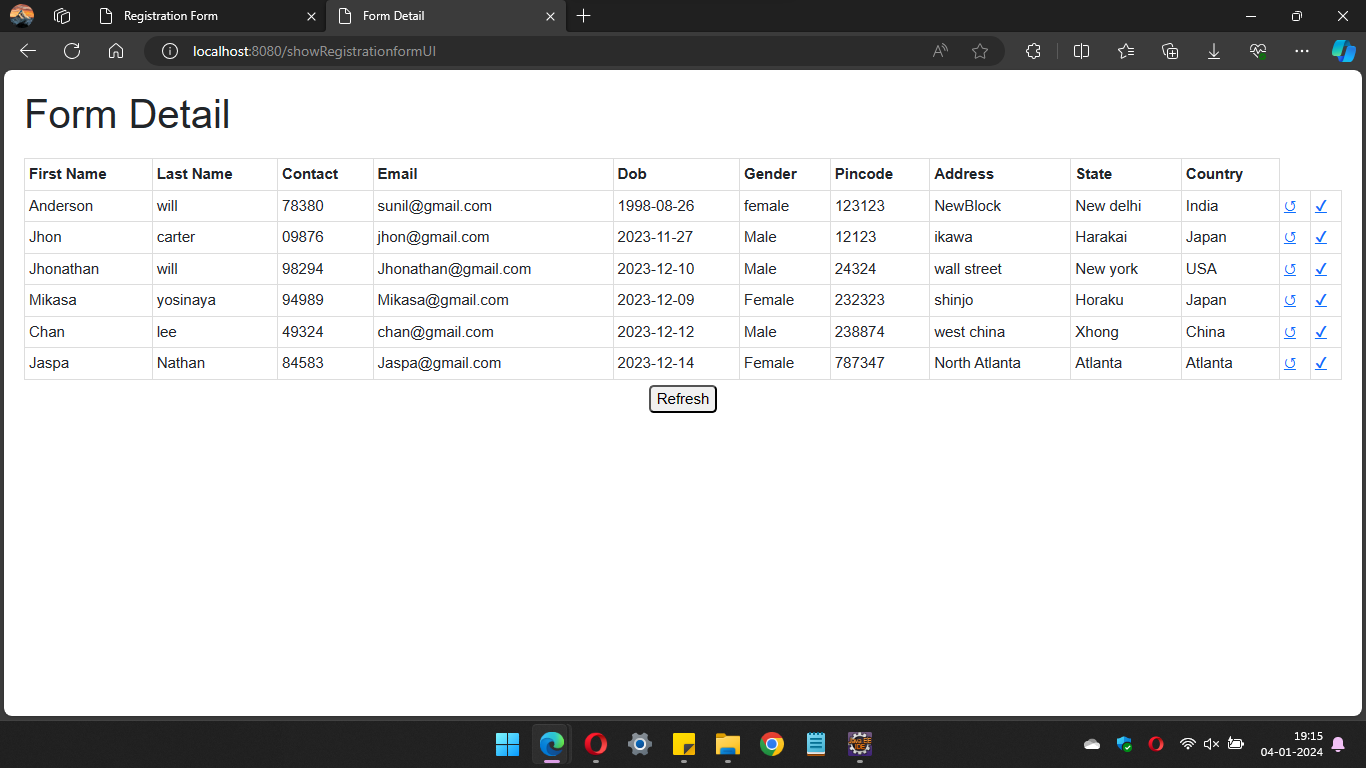 Registration Form
Form Detail
localhost:8080/showRegistrationformUI
Form Detail
First Name Last Name Contact Email Dob Gender Pincode Address State Country
Anderson will 78380 sunil@gmail.com 1998-08-26 female 123123 NewBlock New delhi India ↺ ✓
Jhon carter 09876 jhon@gmail.com 2023-11-27 Male 12123 ikawa Harakai Japan ↺ ✓
Jhonathan will 98294 Jhonathan@gmail.com 2023-12-10 Male 24324 wall street New york USA ↺ ✓
Mikasa yosinaya 94989 Mikasa@gmail.com 2023-12-09 Female 232323 shinjo Horaku Japan ↺ ✓
Chan lee 49324 chan@gmail.com 2023-12-12 Male 238874 west china Xhong China ↺ ✓
Jaspa Nathan 84583 Jaspa@gmail.com 2023-12-14 Female 787347 North Atlanta Atlanta Atlanta ↺ ✓
Refresh
19:15
04-01-2024